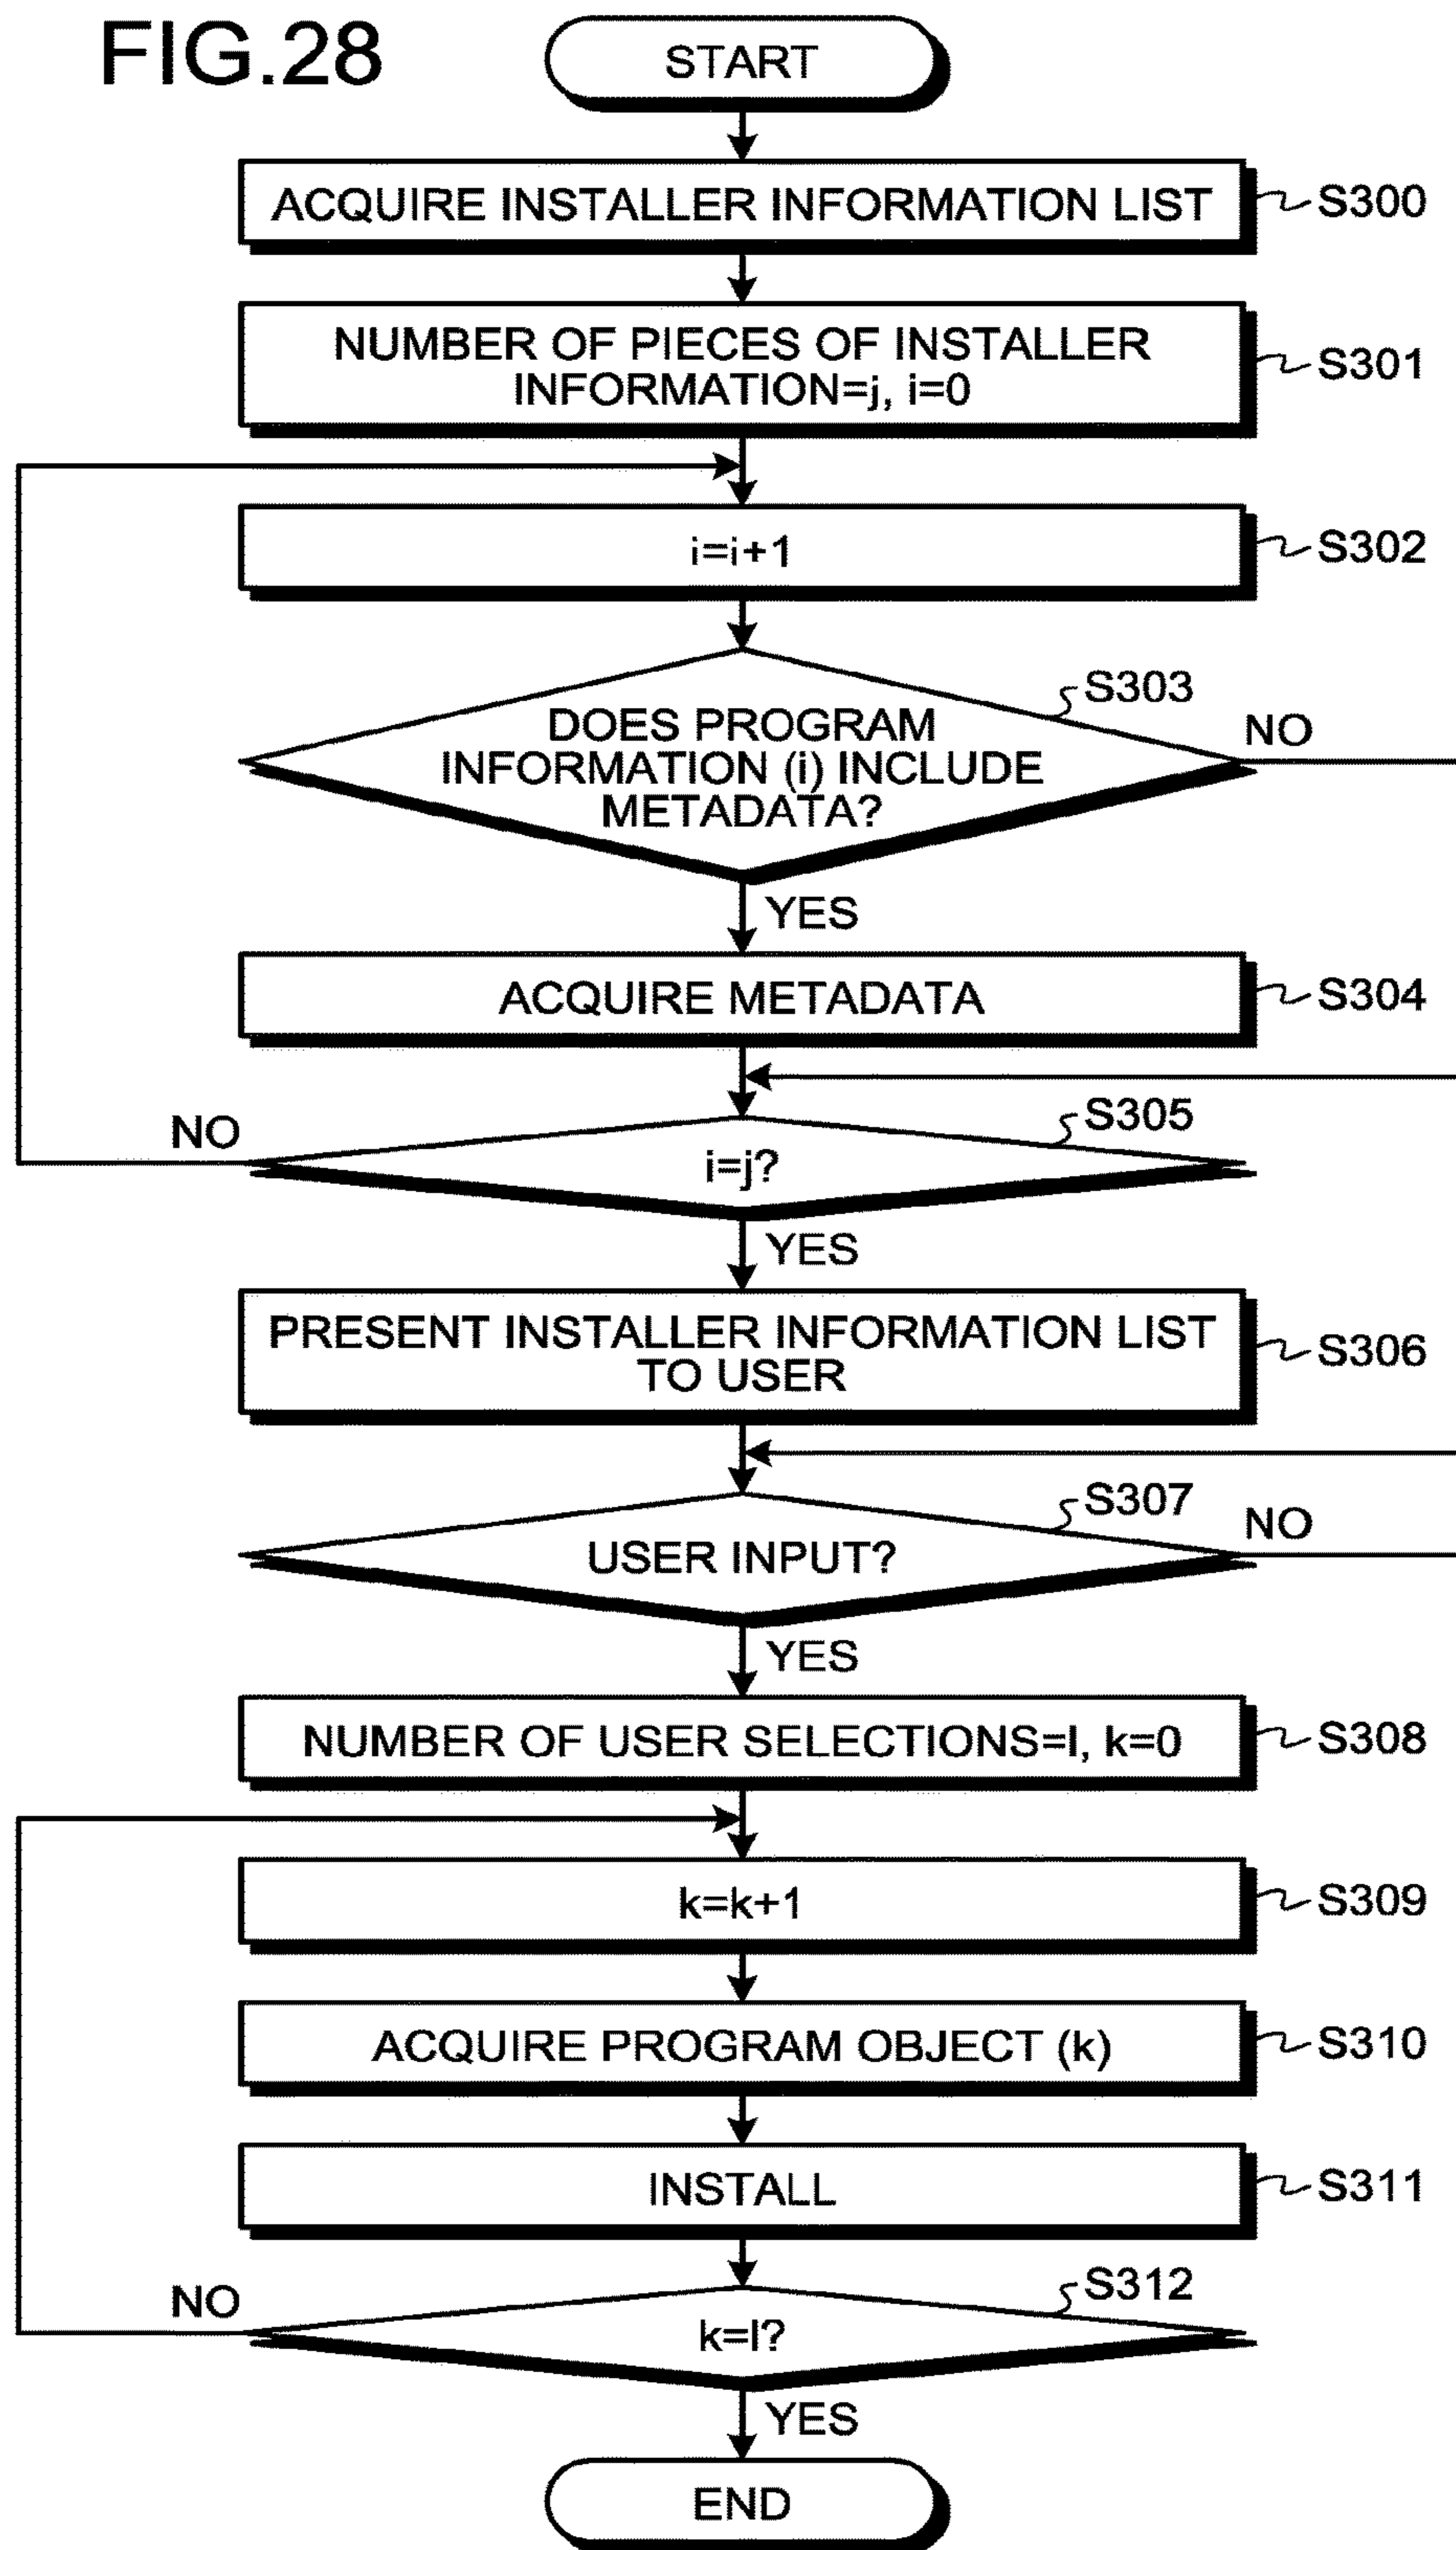 FIG.28
START
ACQUIRE INSTALLER INFORMATION LIST
S300
NUMBER OF PIECES OF INSTALLER
INFORMATION=j, i=0
S301
i=i+1
S302
S303
DOES PROGRAM
INFORMATION (i) INCLUDE
METADATA?
NO
YES
ACQUIRE METADATA
S304
S305
NO
i=j?
YES
PRESENT INSTALLER INFORMATION LIST
TO USER
S306
S307
USER INPUT?
NO
YES
NUMBER OF USER SELECTIONS=l, k=0
S308
k=k+1
S309
ACQUIRE PROGRAM OBJECT (k)
S310
INSTALL
S311
S312
NO
k=l?
YES
END